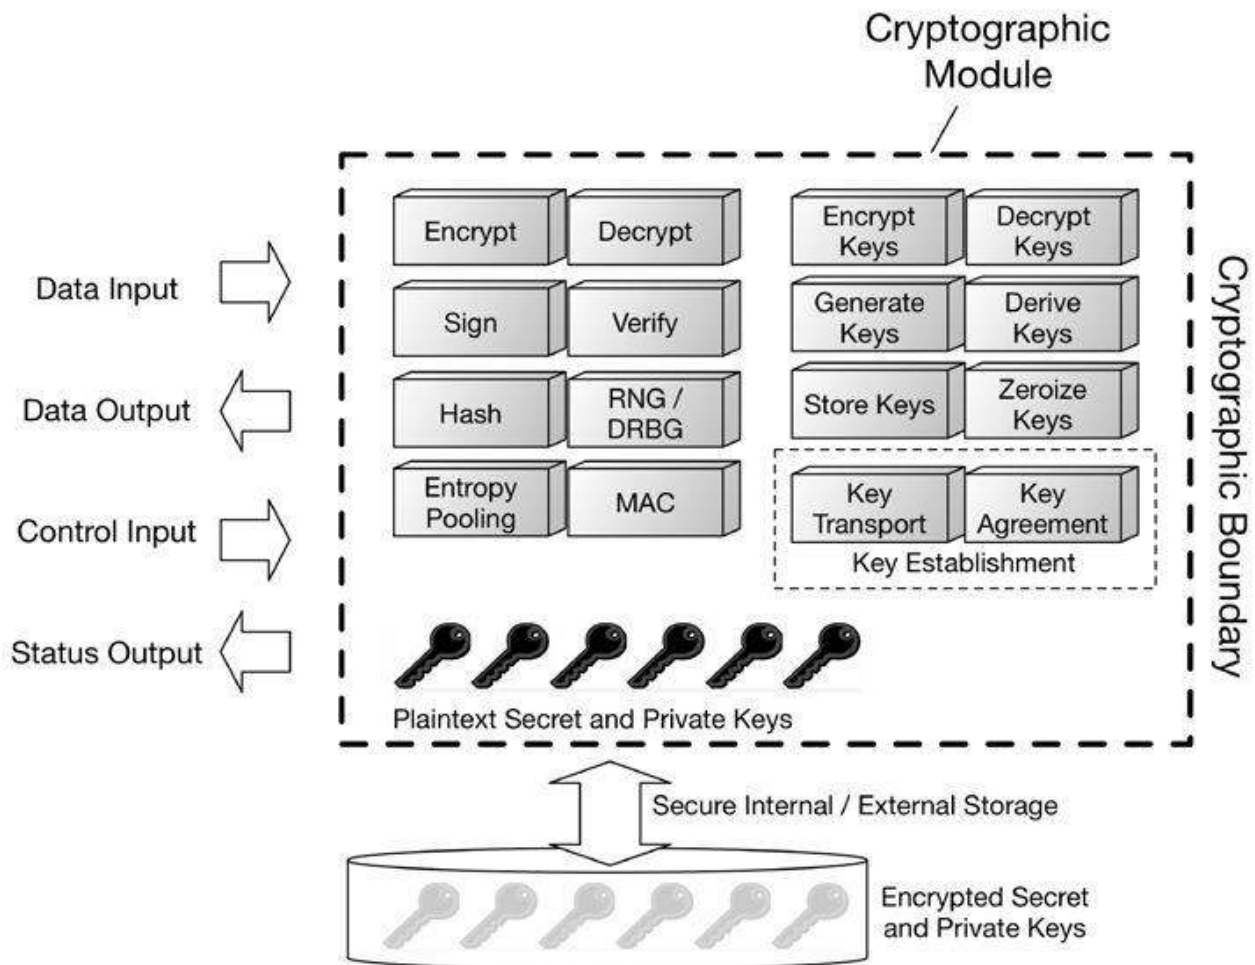 Cryptographic
Module
Encrypt
Decrypt
Encrypt
Keys
Decrypt
Keys
Data Input
Sign
Verify
Generate
Keys
Derive
Keys
Data Output
Hash
RNG /
DRBG
Store Keys
Zeroize
Keys
Control Input
Entropy
Pooling
MAC
Key
Transport
Key
Agreement
Key Establishment
Cryptographic Boundary
Status Output
Plaintext Secret and Private Keys
Secure Internal / External Storage
Encrypted Secret
and Private Keys